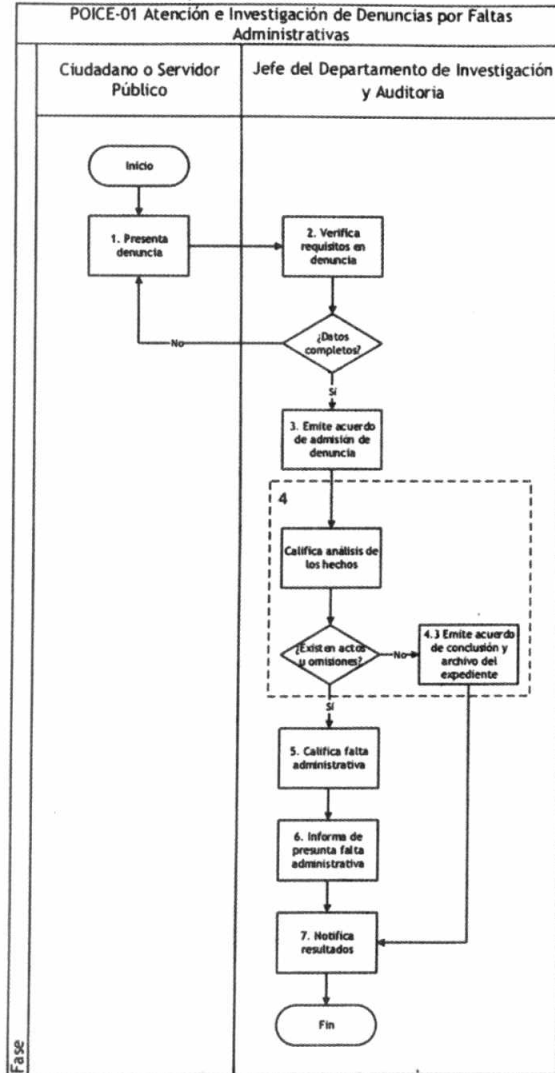 POICE-01 Atención e Investigación de Denuncias por Faltas
Administrativas
Ciudadano o Servidor
Público
Jefe del Departamento de Investigación
y Auditoria
Inicio
1. Presenta
denuncia
2. Verifica
requisitos en
denuncia
¿Datos
completos?
No
Sí
3. Emite acuerdo
de admisión de
denuncia
4
Califica análisis de
los hechos
¿Existen actos
u omisiones?
No
4.3 Emite acuerdo
de conclusión y
archivo del
expediente
Sí
5. Califica falta
administrativa
6. Informa de
presunta falta
administrativa
7. Notifica
resultados
Fin
Fase